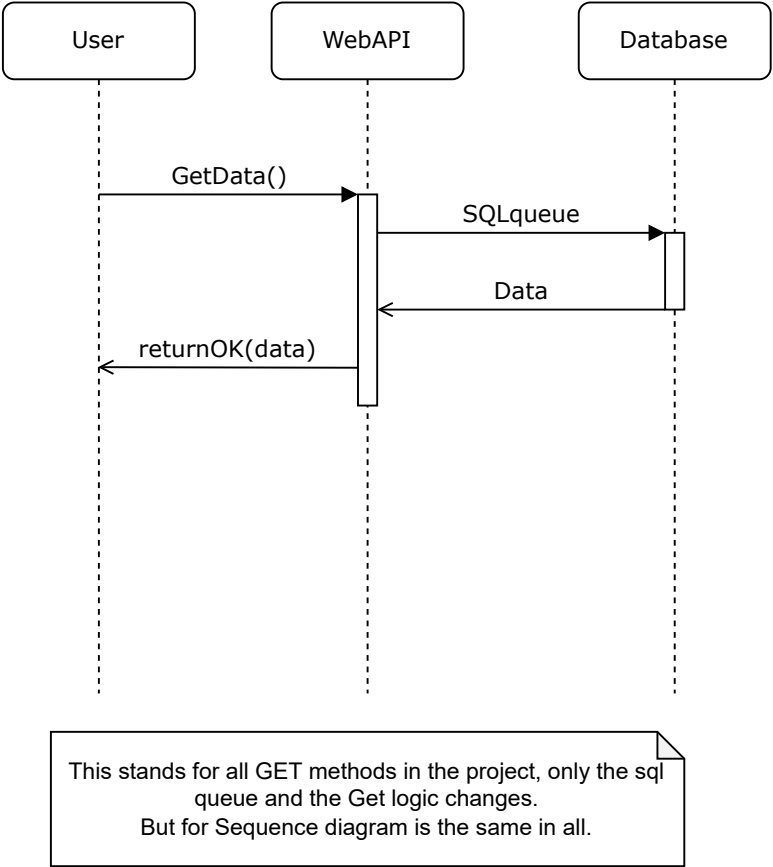 User
WebAPI
Database
GetData()
SQLqueue
Data
returnOK(data)
This stands for all GET methods in the project, only the sql
queue and the Get logic changes.
But for Sequence diagram is the same in all.